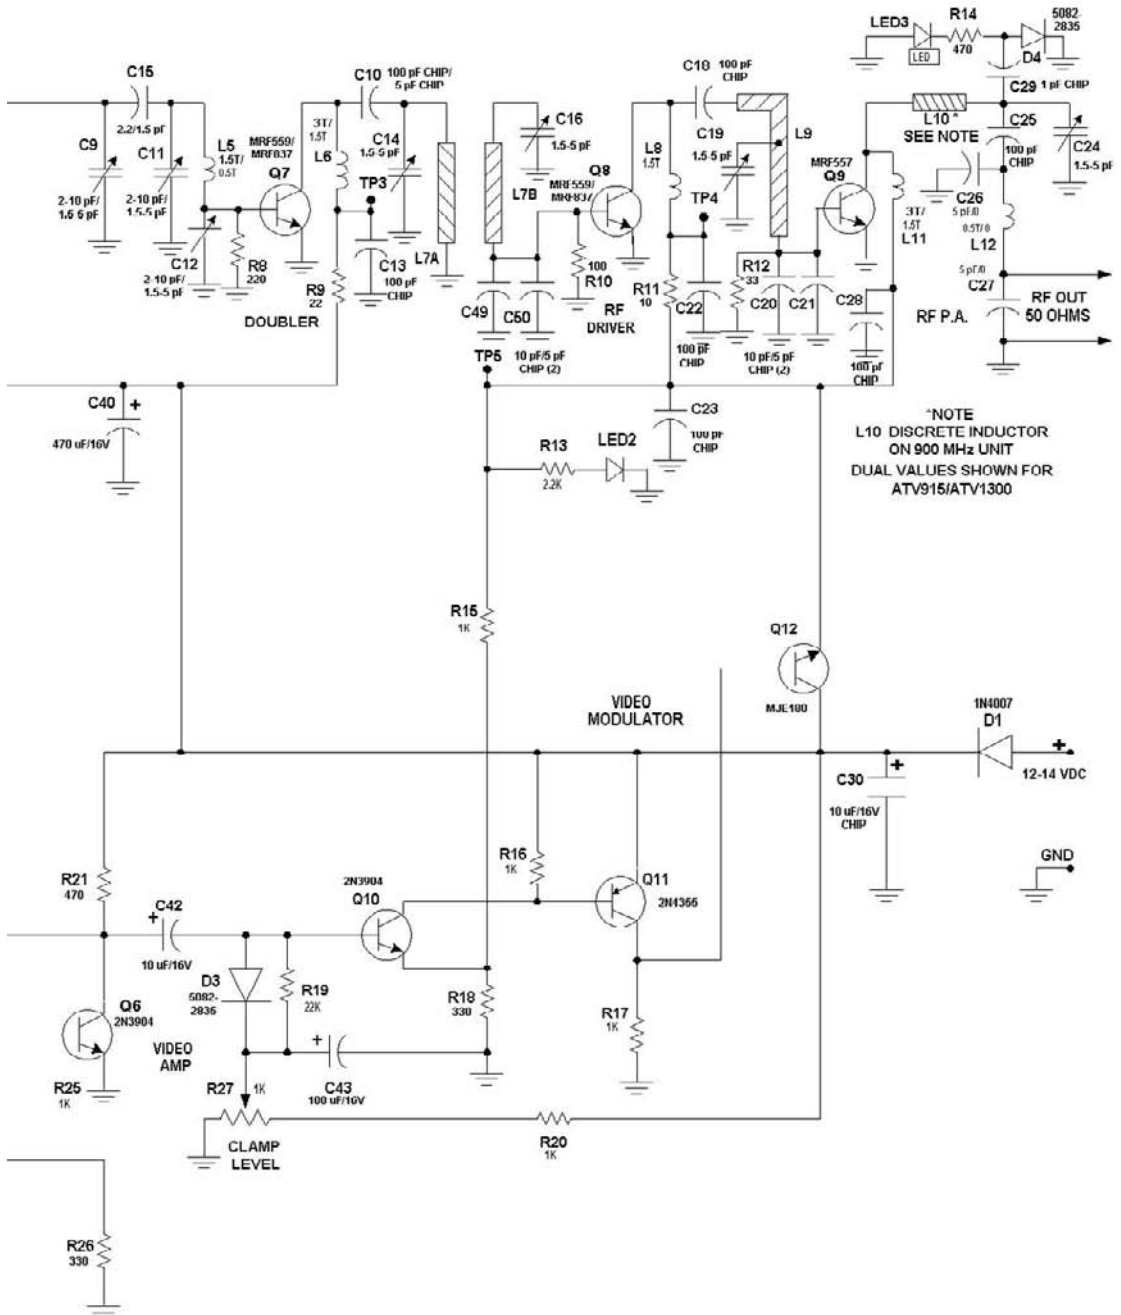 LED3
LED
R14
470
5082-
2835
D4
C29 1 pF CHIP
C15
2.2/1.5 pF
C9
2-10 pF/
1.5-5 pF
C11
2-10 pF/
1.5-5 pF
L5
1.5T/
0.5T
C12
2-10 pF/
1.5-5 pF
R8
220
MRF559/
MRF837
Q7
DOUBLER
3T/
1.5T
L6
TP3
R9
22
C10
100 pF CHIP/
5 pF CHIP
C14
1.5-5 pF
C13
100 pF
CHIP
L7A
L7B
C16
1.5-5 pF
C49
C50
10 pF/5 pF
CHIP (2)
Q8
MRF559/
MRF837
100
R10
RF
DRIVER
C18
100 pF
CHIP
L8
1.5T
TP4
R11
10
C22
100 pF
CHIP
C19
1.5-5 pF
L9
R12
33
C20
C21
10 pF/5 pF
CHIP (2)
MRF557
Q9
C28
100 pF
CHIP
3T/
1.5T
L11
L10 *
SEE NOTE
C25
100 pF
CHIP
C24
1.5-5 pF
C26
5 pF/0
0.5T/ 0
L12
5 pF/0
C27
RF P.A.
RF OUT
50 OHMS
TP5
C40
+
470 uF/16V
C23
100 pF
CHIP
R13
2.2K
LED2
*NOTE
L10 DISCRETE INDUCTOR
ON 900 MHz UNIT
DUAL VALUES SHOWN FOR
ATV915/ATV1300
R15
1K
Q12
MJE180
VIDEO
MODULATOR
1N4007
D1
+
12-14 VDC
C30
+
10 uF/16V
CHIP
GND
R21
470
C42
+
10 uF/16V
2N3904
Q10
R16
1K
Q11
2N4355
D3
5082-
2835
R19
22K
R18
330
R17
1K
Q6
2N3904
VIDEO
AMP
R25
1K
R27
1K
+
C43
100 uF/16V
CLAMP
LEVEL
R20
1K
R26
330